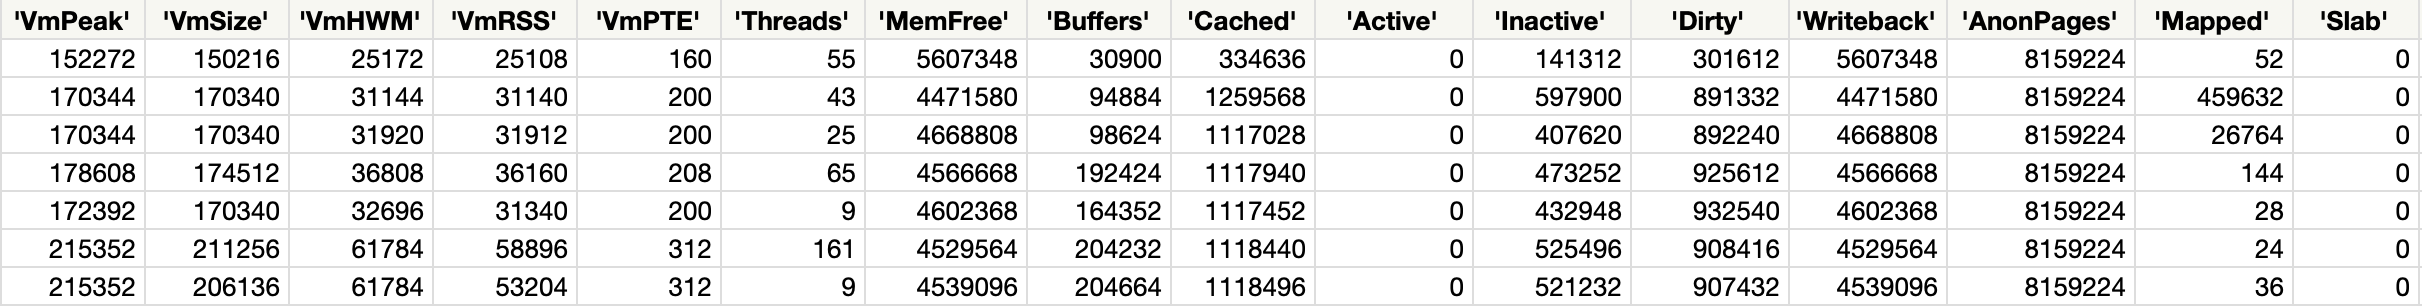 'VmPeak' 'VmSize' 'VmHWM' 'VmRSS' 'VmPTE' 'Threads' 'MemFree' 'Buffers' 'Cached' 'Active' 'Inactive' 'Dirty' 'Writeback' 'AnonPages' 'Mapped' 'Slab'
152272 150216 25172 25108 160 55 5607348 30900 334636 0 141312 301612 5607348 8159224 52 0
170344 170340 31144 31140 200 43 4471580 94884 1259568 0 597900 891332 4471580 8159224 459632 0
170344 170340 31920 31912 200 25 4668808 98624 1117028 0 407620 892240 4668808 8159224 26764 0
178608 174512 36808 36160 208 65 4566668 192424 1117940 0 473252 925612 4566668 8159224 144 0
172392 170340 32696 31340 200 9 4602368 164352 1117452 0 432948 932540 4602368 8159224 28 0
215352 211256 61784 58896 312 161 4529564 204232 1118440 0 525496 908416 4529564 8159224 24 0
215352 206136 61784 53204 312 9 4539096 204664 1118496 0 521232 907432 4539096 8159224 36 0